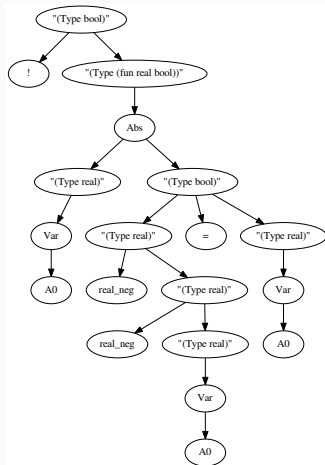 "(Type bool)"
! "(Type (fun real bool))"
Abs
"(Type real)" "(Type bool)"
Var "(Type real)" = "(Type real)"
A0 real_neg "(Type real)" Var
real_neg "(Type real)" A0
Var
A0